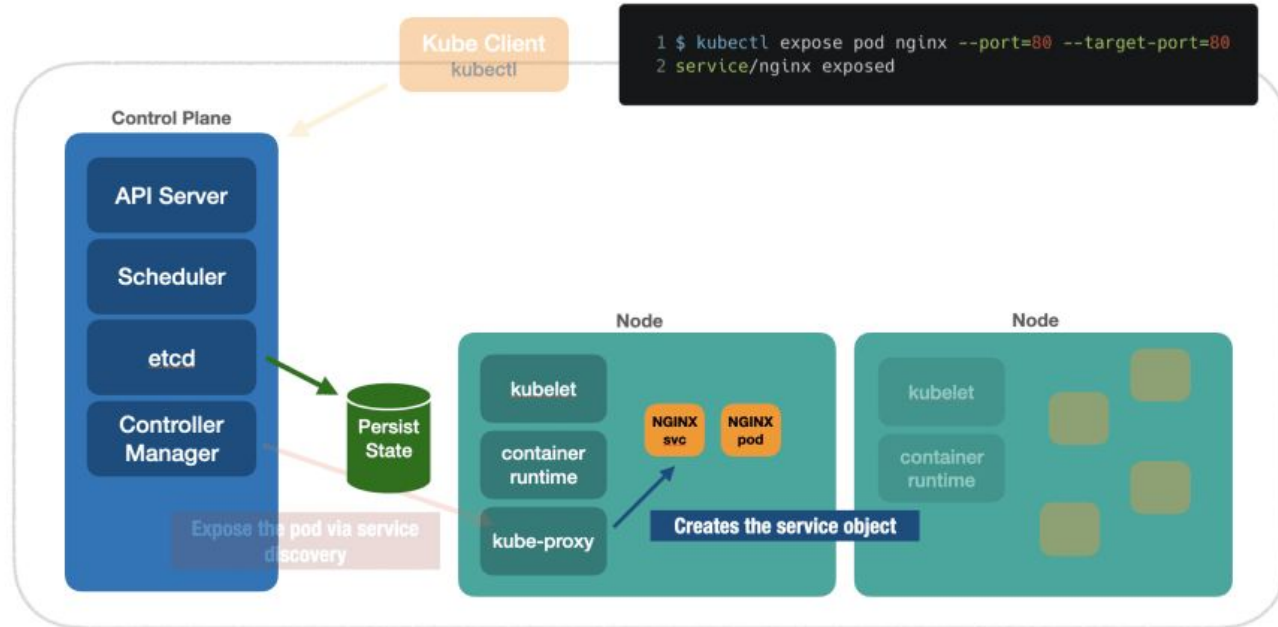 Kube Client
kubectl
1 $ kubectl expose pod nginx --port=80 --target-port=80
2 service/nginx exposed
Control Plane
API Server
Scheduler
etcd
Controller
Manager
Persist
State
Expose the pod via service
discovery
Node
kubelet
container
runtime
kube-proxy
NGINX
svc
NGINX
pod
Creates the service object
Node
kubelet
container
runtime